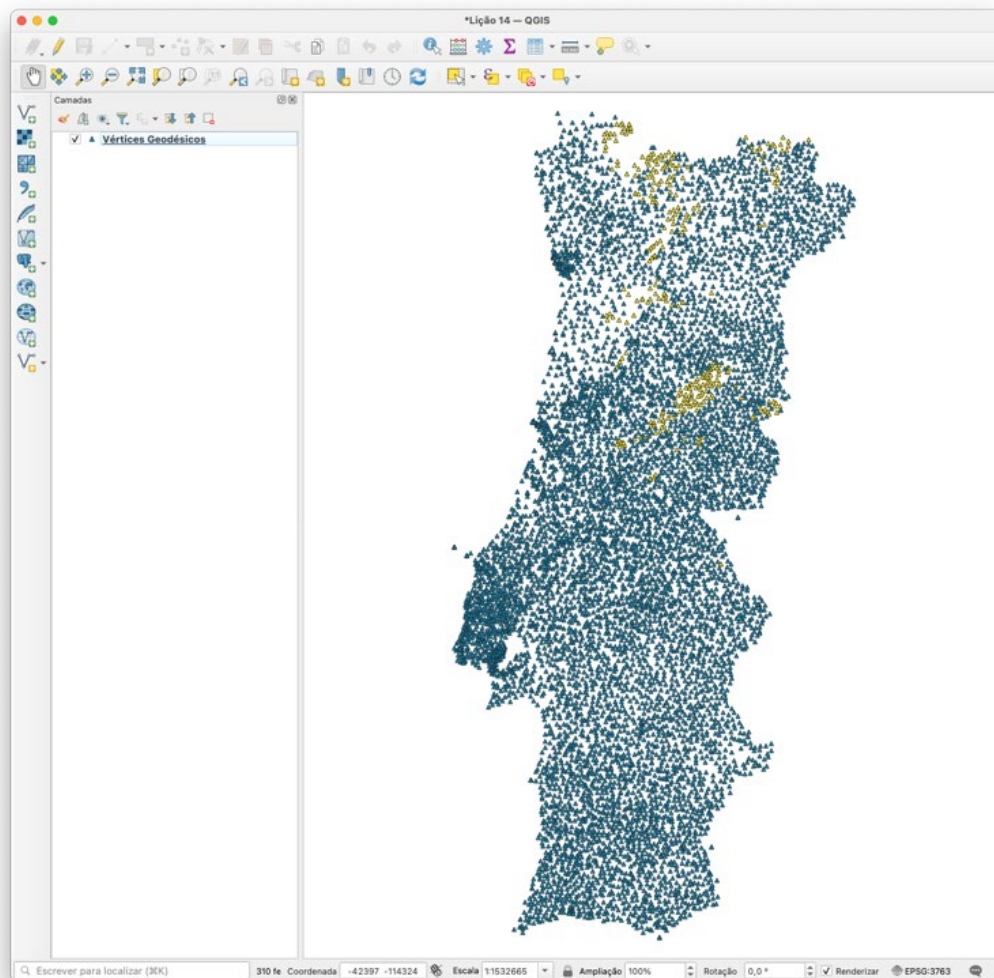 *Lição 14 — QGIS
Camadas
Vértices Geodésicos
Escrever para localizar (⌘K) 310 fe Coordenada -42397 -114324 Escala 1:1532665 Ampliação 100% Rotação 0,0 ° Renderizar EPSG:3763